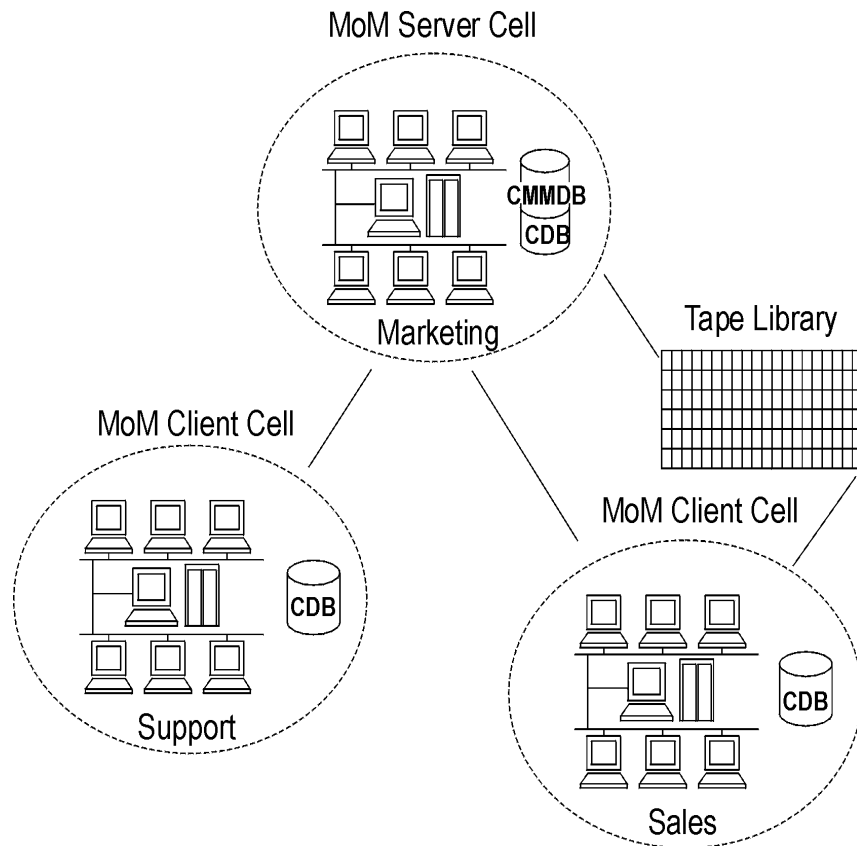 MoM Server Cell
CMMDB
CDB
Marketing
Tape Library
MoM Client Cell
CDB
Support
MoM Client Cell
CDB
Sales